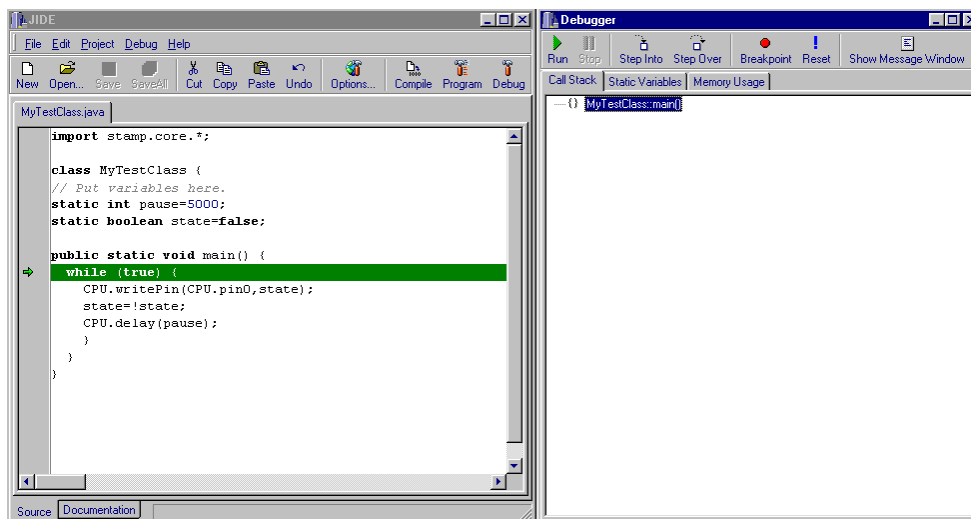 JIDE
File Edit Project Debug Help
New Open... Save SaveAll Cut Copy Paste Undo Options... Compile Program Debug
MyTestClass.java
import stamp.core.*;
class MyTestClass {
// Put variables here.
static int pause=5000;
static boolean state=false;
public static void main() {
while (true) {
CPU.writePin(CPU.pin0,state);
state=!state;
CPU.delay(pause);
}
}
}
Source Documentation
Debugger
Run Stop Step Into Step Over Breakpoint Reset Show Message Window
Call Stack Static Variables Memory Usage
{} MyTestClass::main()